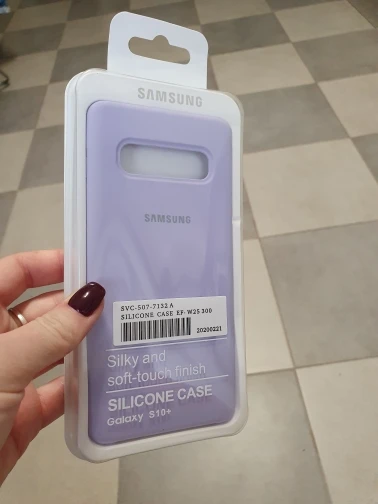 SAMSUNG
SAMSUNG
SVC-507-7132 A
SILICONE CASE EF-W25 300
20200221
Silky and
soft-touch finish
SILICONE CASE
Galaxy S10+